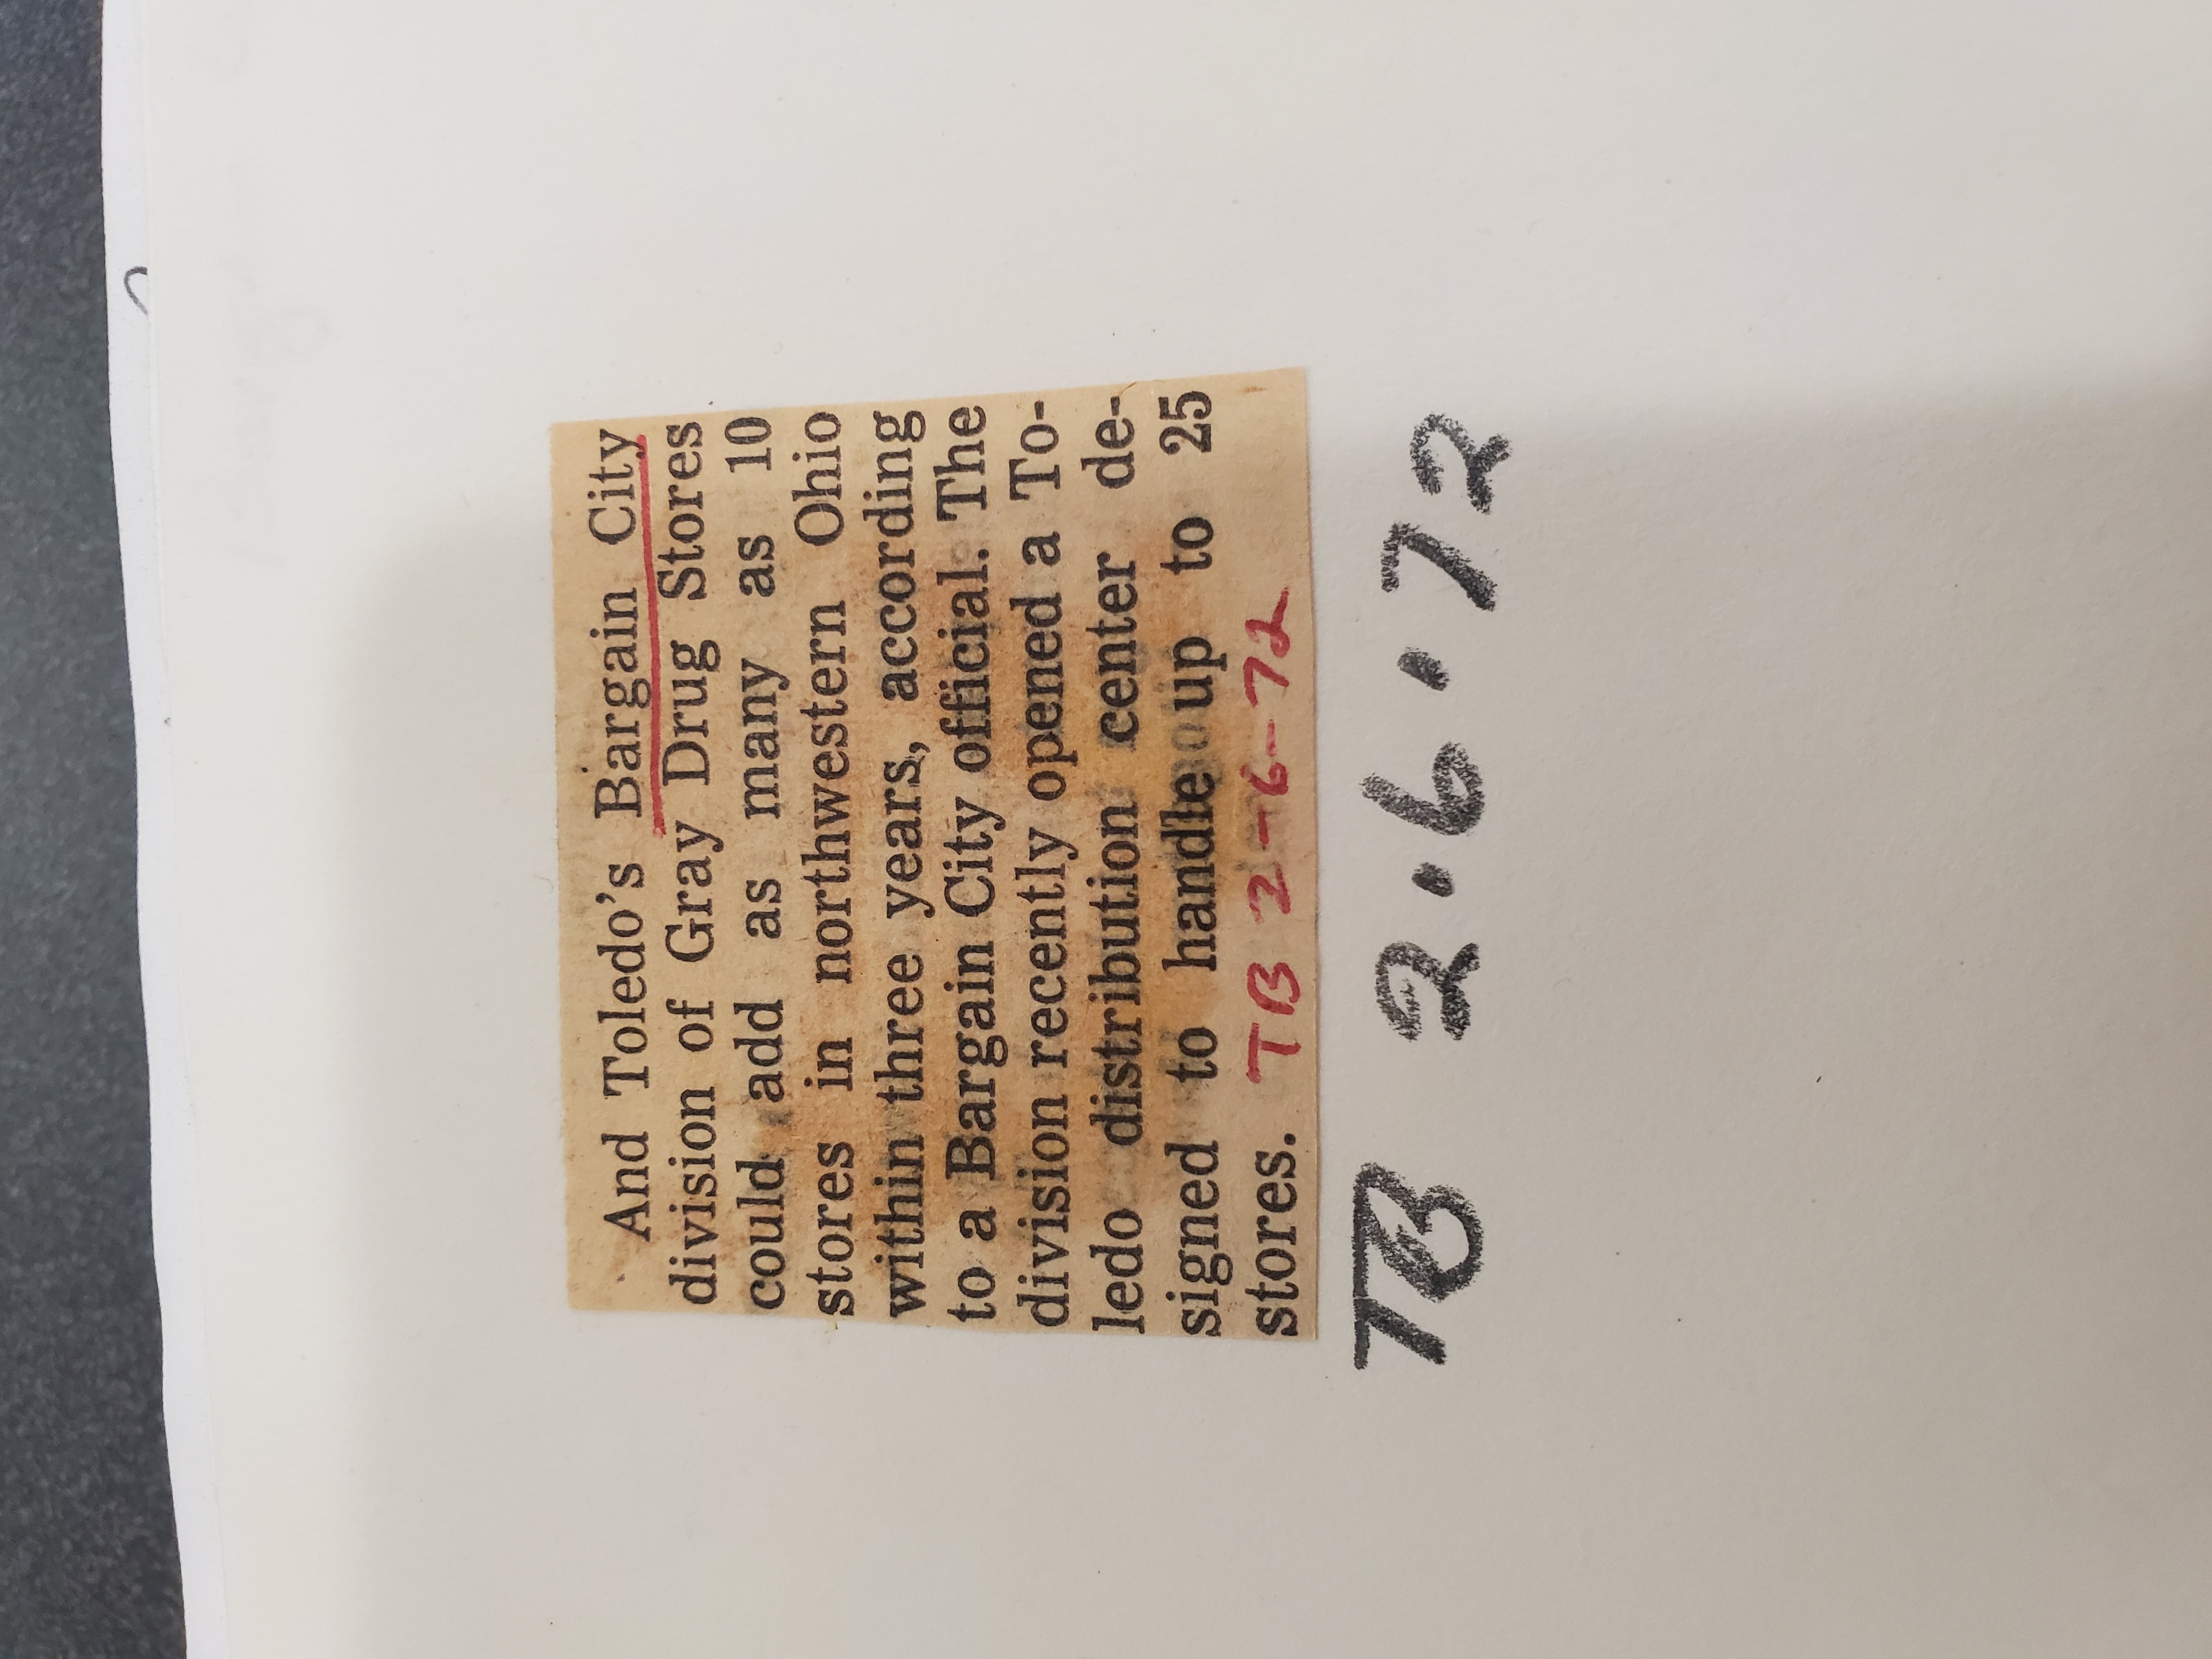 And Toledo's Bargain City
division of Gray Drug Stores
could add as many as 10
stores in northwestern Ohio
within three years, according
to a Bargain City official. The
division recently opened a To-
ledo distribution center de-
signed to handle up to 25
stores. TB 2-6-72
TB 2.6.72